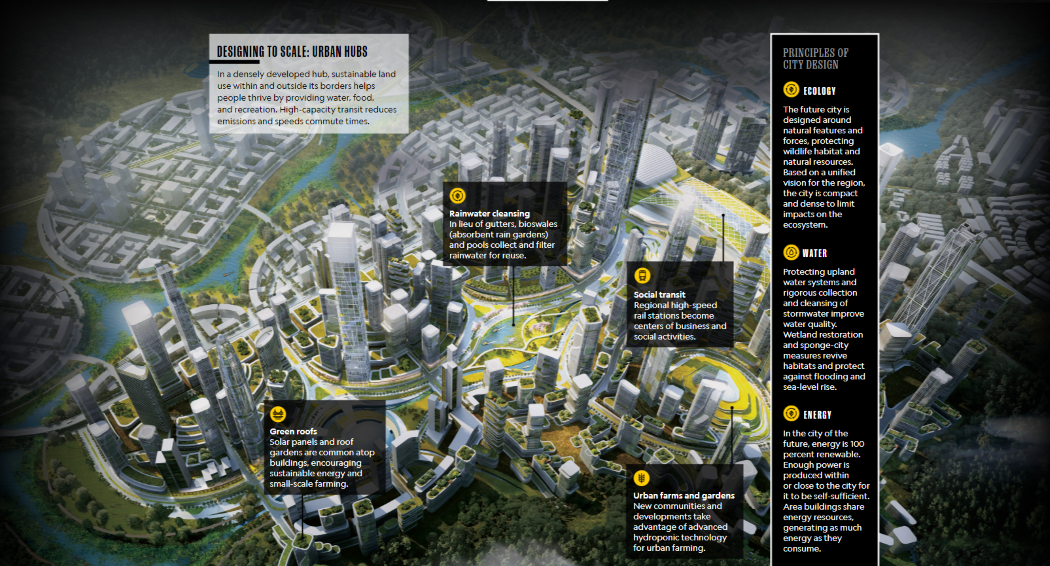 DESIGNING TO SCALE: URBAN HUBS
In a densely developed hub, sustainable land
use within and outside its borders helps
people thrive by providing water, food,
and recreation. High-capacity transit reduces
emissions and speeds commute times.
Rainwater cleansing
In lieu of gutters, bioswales
(absorbent rain gardens)
and pools collect and filter
rainwater for reuse.
Social transit
Regional high-speed
rail stations become
centers of business and
social activities.
Green roofs
Solar panels and roof
gardens are common atop
buildings, encouraging
sustainable energy and
small-scale farming.
Urban farms and gardens
New communities and
developments take
advantage of advanced
hydroponic technology
for urban farming.
PRINCIPLES OF
CITY DESIGN
ECOLOGY
The future city is
designed around
natural features and
forces, protecting
wildlife habitat and
natural resources.
Based on a unified
vision for the region,
the city is compact
and dense to limit
impacts on the
ecosystem.
WATER
Protecting upland
water systems and
rigorous collection
and cleansing of
stormwater improve
water quality.
Wetland restoration
and sponge-city
measures revive
habitats and protect
against flooding and
sea-level rise.
ENERGY
In the city of the
future, energy is 100
percent renewable.
Enough power is
produced within
or close to the city for
it to be self-sufficient.
Area buildings share
energy resources,
generating as much
energy as they
consume.